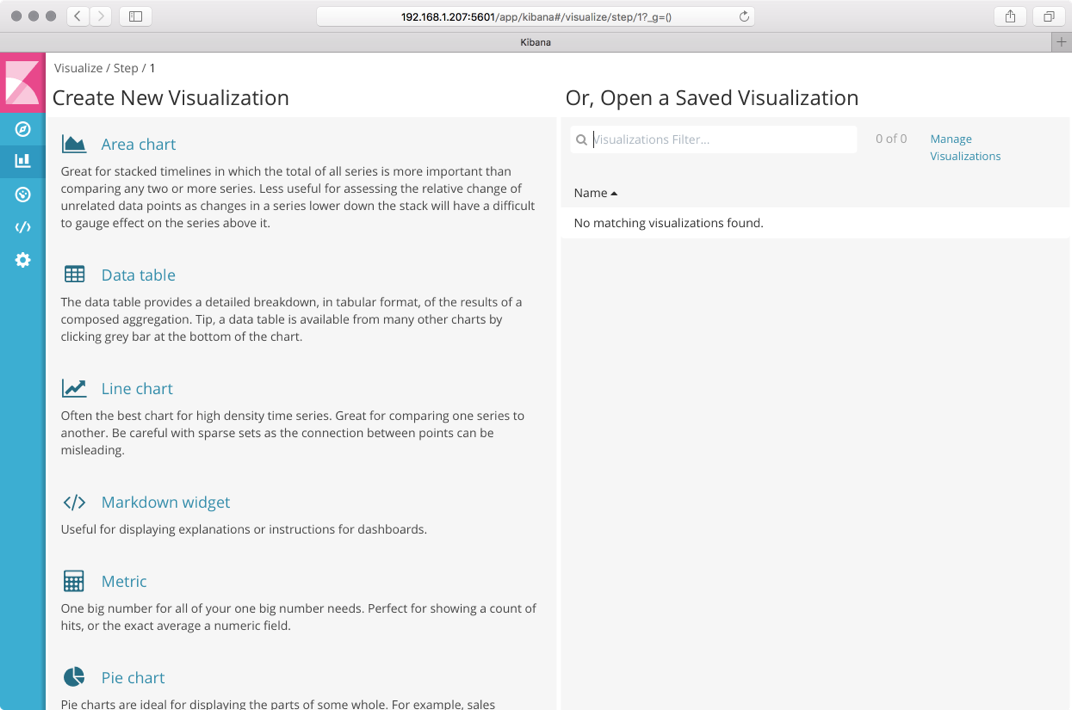 192.168.1.207:5601/app/kibana#/visualize/step/1?_g=()
Kibana
Visualize / Step / 1
Create New Visualization
Area chart
Great for stacked timelines in which the total of all series is more important than
comparing any two or more series. Less useful for assessing the relative change of
unrelated data points as changes in a series lower down the stack will have a difficult
to gauge effect on the series above it.
Data table
The data table provides a detailed breakdown, in tabular format, of the results of a
composed aggregation. Tip, a data table is available from many other charts by
clicking grey bar at the bottom of the chart.
Line chart
Often the best chart for high density time series. Great for comparing one series to
another. Be careful with sparse sets as the connection between points can be
misleading.
Markdown widget
Useful for displaying explanations or instructions for dashboards.
Metric
One big number for all of your one big number needs. Perfect for showing a count of
hits, or the exact average a numeric field.
Pie chart
Pie charts are ideal for displaying the parts of some whole. For example, sales
Or, Open a Saved Visualization
Visualizations Filter...
0 of 0
Manage
Visualizations
Name
No matching visualizations found.